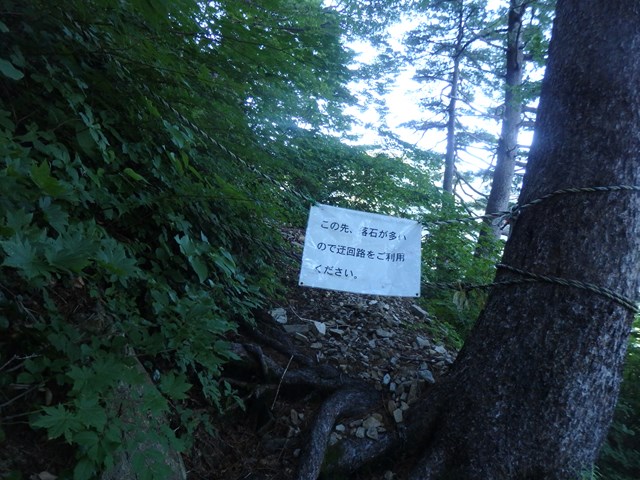 この先、落石が多い
ので迂回路をご利用
ください。